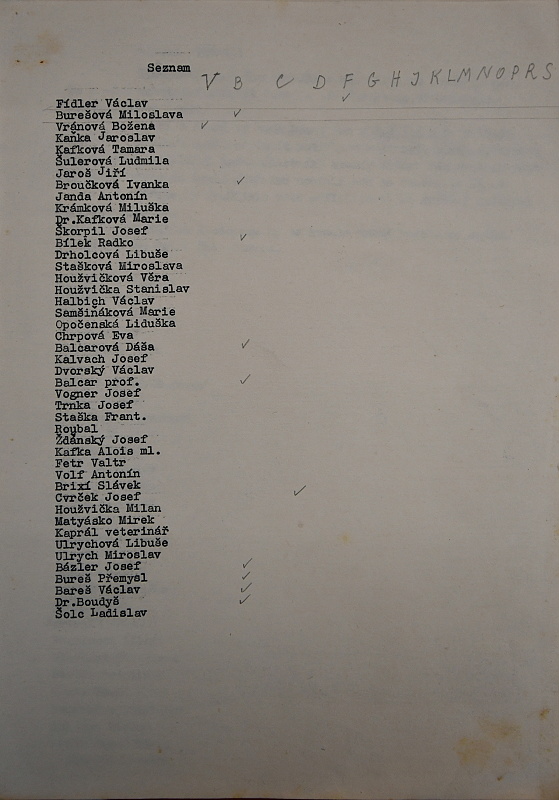 Seznam
V B C D F G H J K L M N O P R S
Fídler Václav
Burešová Miloslava
Vránová Božena
Kaňka Jaroslav
Kafková Tamara
Šulerová Ludmila
Jaroš Jiří
Broučková Ivanka
Janda Antonín
Krámková Miluška
Dr.Kafková Marie
Škorpil Josef
Bílek Radko
Drholcová Libuše
Stašková Miroslava
Houžvičková Věra
Houžvička Stanislav
Halbich Václav
Samšiňáková Marie
Opočenská Liduška
Chrpová Eva
Balcarová Dáša
Kalvach Josef
Dvorský Václav
Balcar prof.
Vogner Josef
Trnka Josef
Staška Frant.
Roubal
Ždánský Josef
Kafka Alois ml.
Fetr Valtr
Volf Antonín
Brixí Slávek
Cvrček Josef
Houžvička Milan
Matyásko Mirek
Kaprál veterinář
Ulrychová Libuše
Ulrych Miroslav
Bázler Josef
Bureš Přemysl
Bareš Václav
Dr.Boudyš
Šolc Ladislav